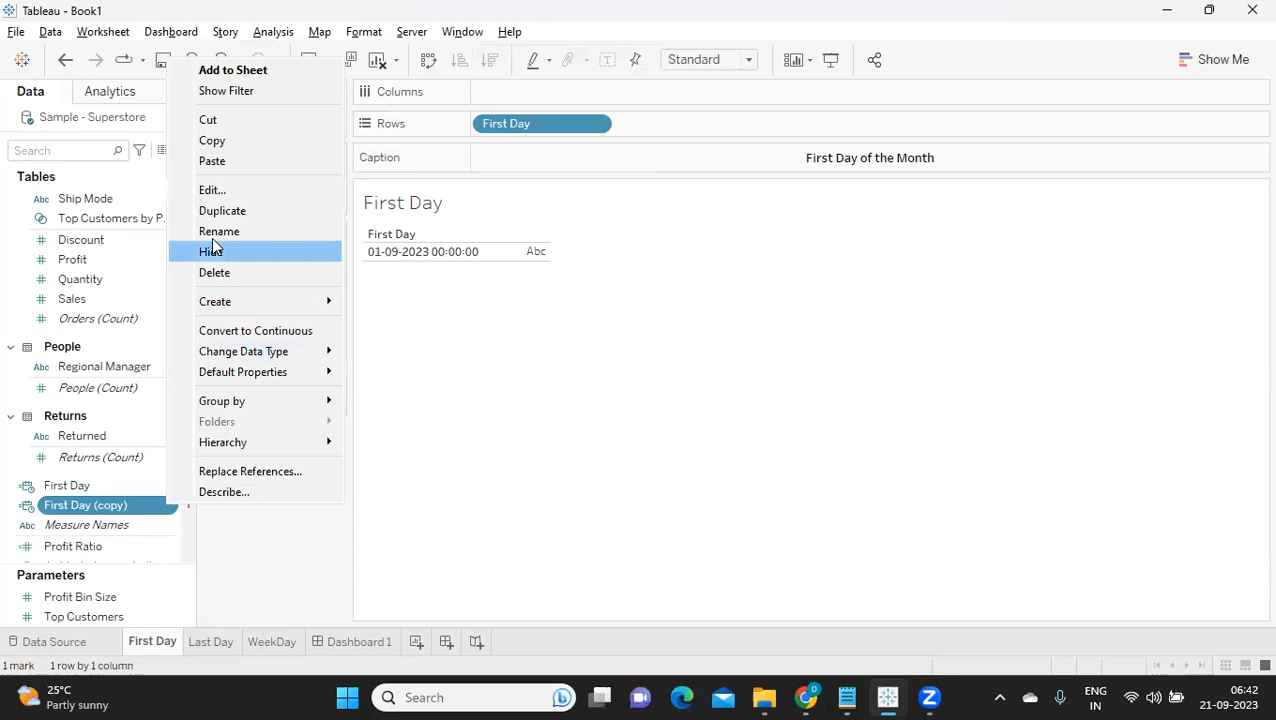 Tableau - Book1
File Data Worksheet Dashboard Story Analysis Map Format Server Window Help
Standard
Show Me
Data Analytics
Sample - Superstore
Search
Tables
Abc Ship Mode
Top Customers by P...
Discount
Profit
Quantity
Sales
Orders (Count)
People
Abc Regional Manager
People (Count)
Returns
Abc Returned
Returns (Count)
First Day
First Day (copy)
Abc Measure Names
Profit Ratio
Parameters
Profit Bin Size
Top Customers
Add to Sheet
Show Filter
Cut
Copy
Paste
Edit...
Duplicate
Rename
Hide
Delete
Create
Convert to Continuous
Change Data Type
Default Properties
Group by
Folders
Hierarchy
Replace References...
Describe...
Columns
Rows First Day
Caption First Day of the Month
First Day
First Day
01-09-2023 00:00:00 Abc
Data Source First Day Last Day WeekDay Dashboard 1
1 mark 1 row by 1 column
25°C
Partly sunny
Search
ENG
IN
06:42
21-09-2023